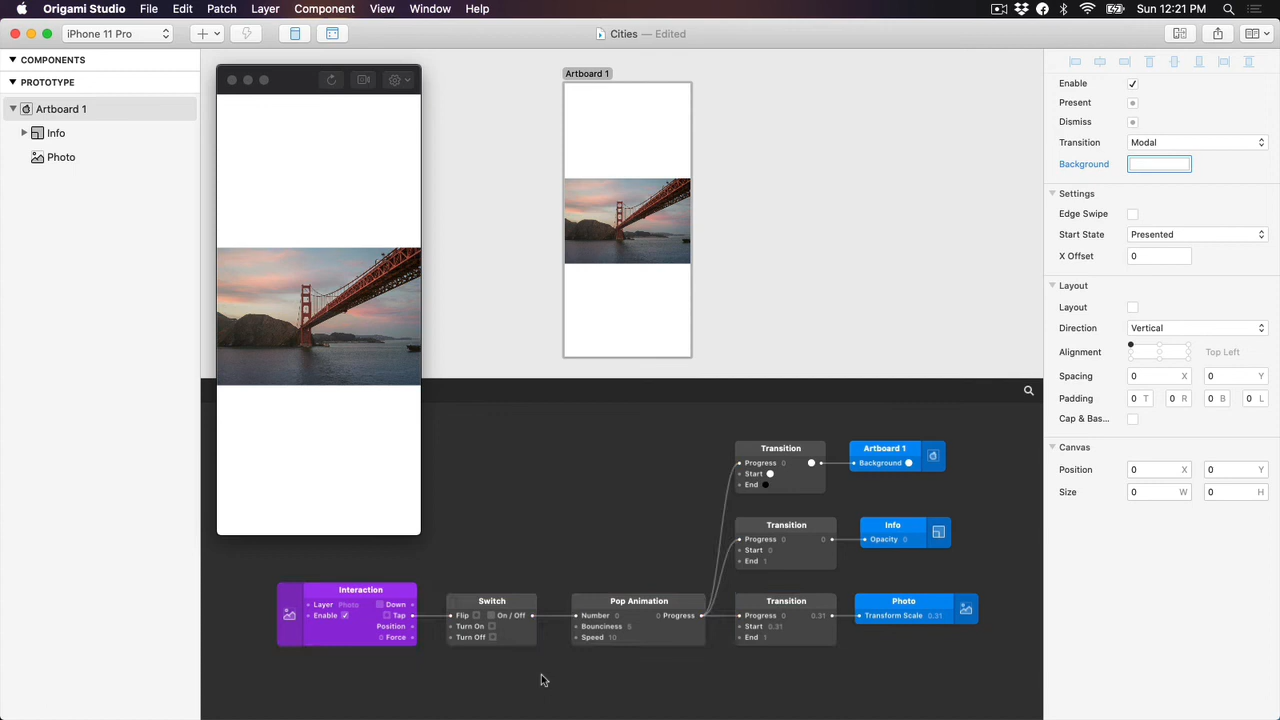 Origami Studio File Edit Patch Layer Component View Window Help Sun 12:21 PM
iPhone 11 Pro
Cities — Edited
COMPONENTS
PROTOTYPE
Artboard 1
Info
Photo
Artboard 1
Enable
Present
Dismiss
Transition Modal
Background
Settings
Edge Swipe
Start State Presented
X Offset 0
Layout
Layout
Direction Vertical
Alignment Top Left
Spacing 0 X 0 Y
Padding 0 T 0 R 0 B 0 L
Cap & Bas...
Canvas
Position 0 X 0 Y
Size 0 W 0 H
Interaction
Layer Photo Down
Enable Tap
Position
0 Force
Switch
Flip On / Off
Turn On
Turn Off
Pop Animation
Number 0 0 Progress
Bounciness 5
Speed 10
Transition
Progress 0
Start
End
Artboard 1
Background
Transition
Progress 0 0
Start 0
End 1
Info
Opacity 0
Transition
Progress 0 0.31
Start 0.31
End 1
Photo
Transform Scale 0.31